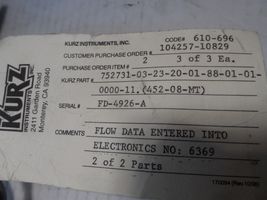 CODE# 610-696
KURZ INSTRUMENTS, INC. 104257-10829
CUSTOMER PURCHASE ORDER #
2 3 of 3 Ea.
PURCHASE ORDER ITEM #
752731-03-23-20-01-88-01-01-
KURZ PART #
0000-11.(452-08-MT)
SERIAL # FD-4926-A
COMMENTS FLOW DATA ENTERED INTO
ELECTRONICS NO: 6369
2 of 2 Parts
KURZ
INSTRUMENTS INC.
2411 Garden Road
Monterey, CA 93940